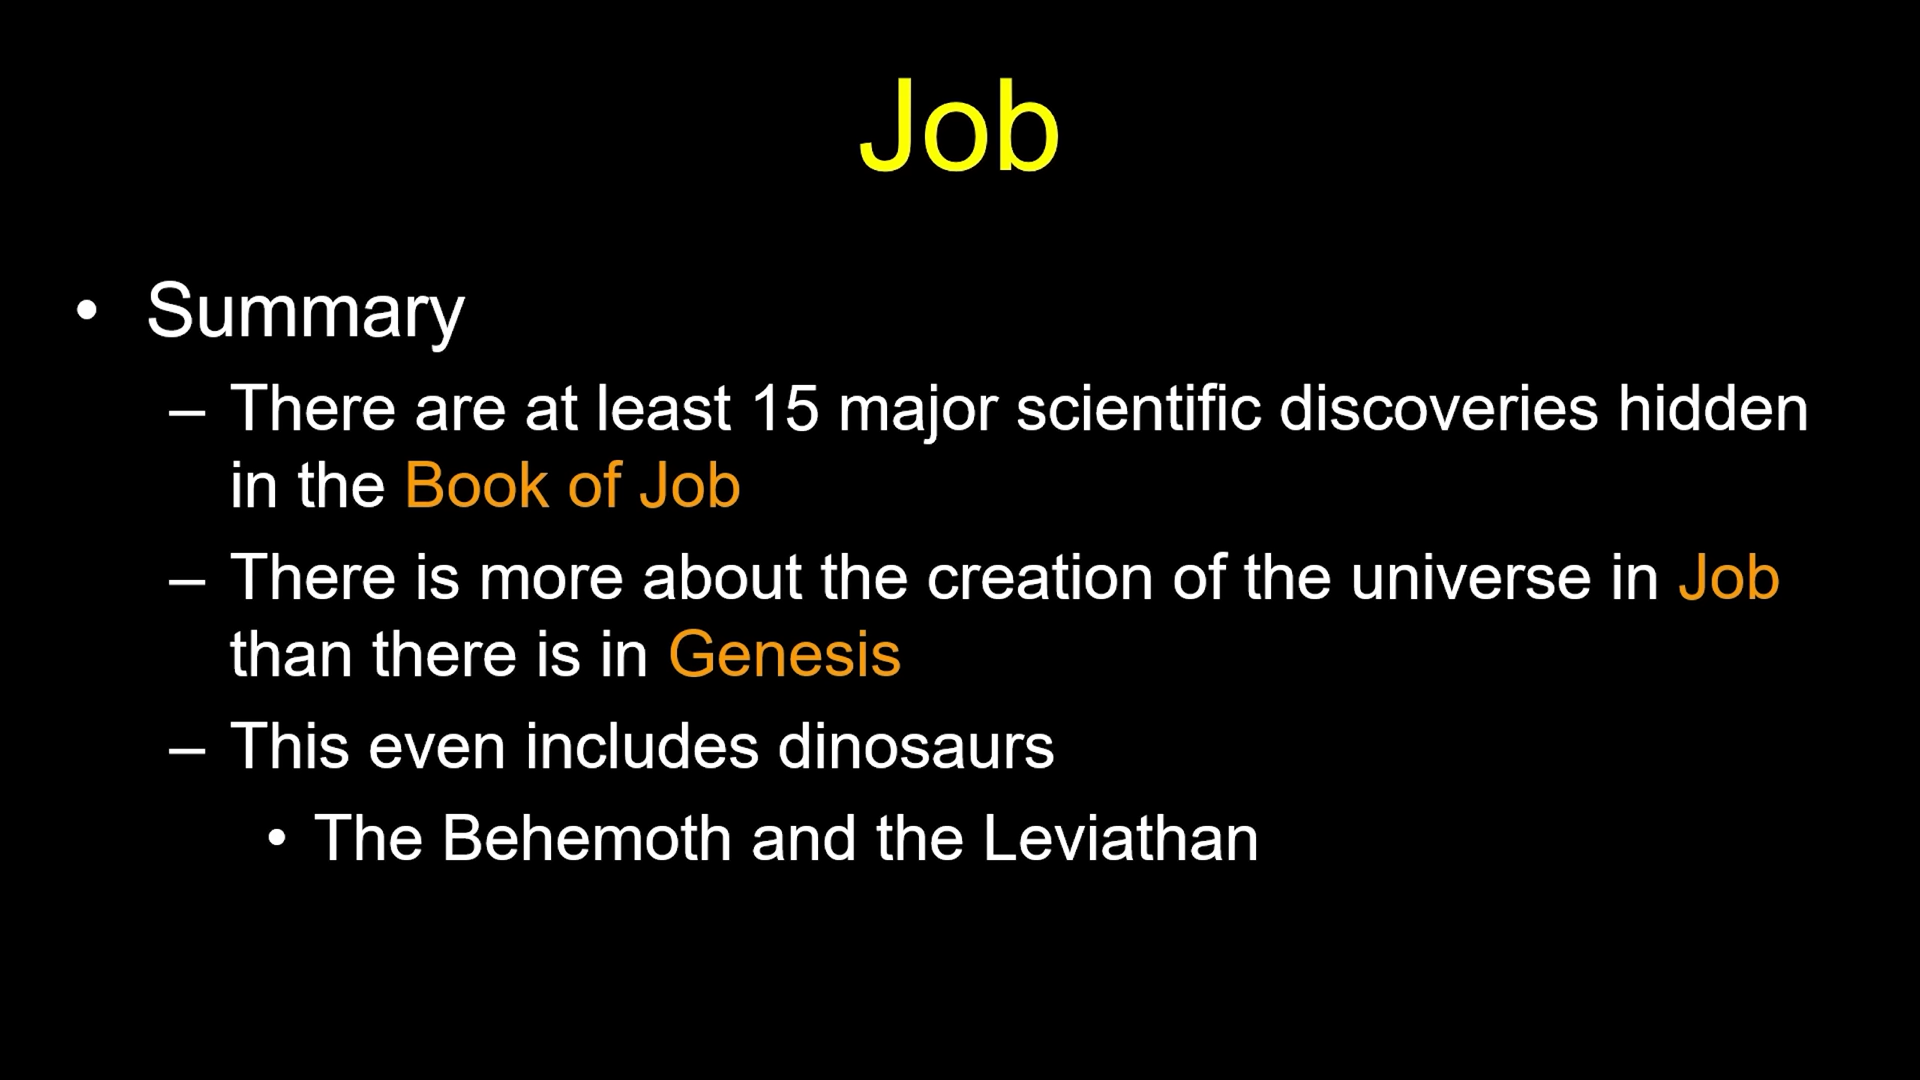 Job
• Summary
– There are at least 15 major scientific discoveries hidden
in the Book of Job
– There is more about the creation of the universe in Job
than there is in Genesis
– This even includes dinosaurs
• The Behemoth and the Leviathan